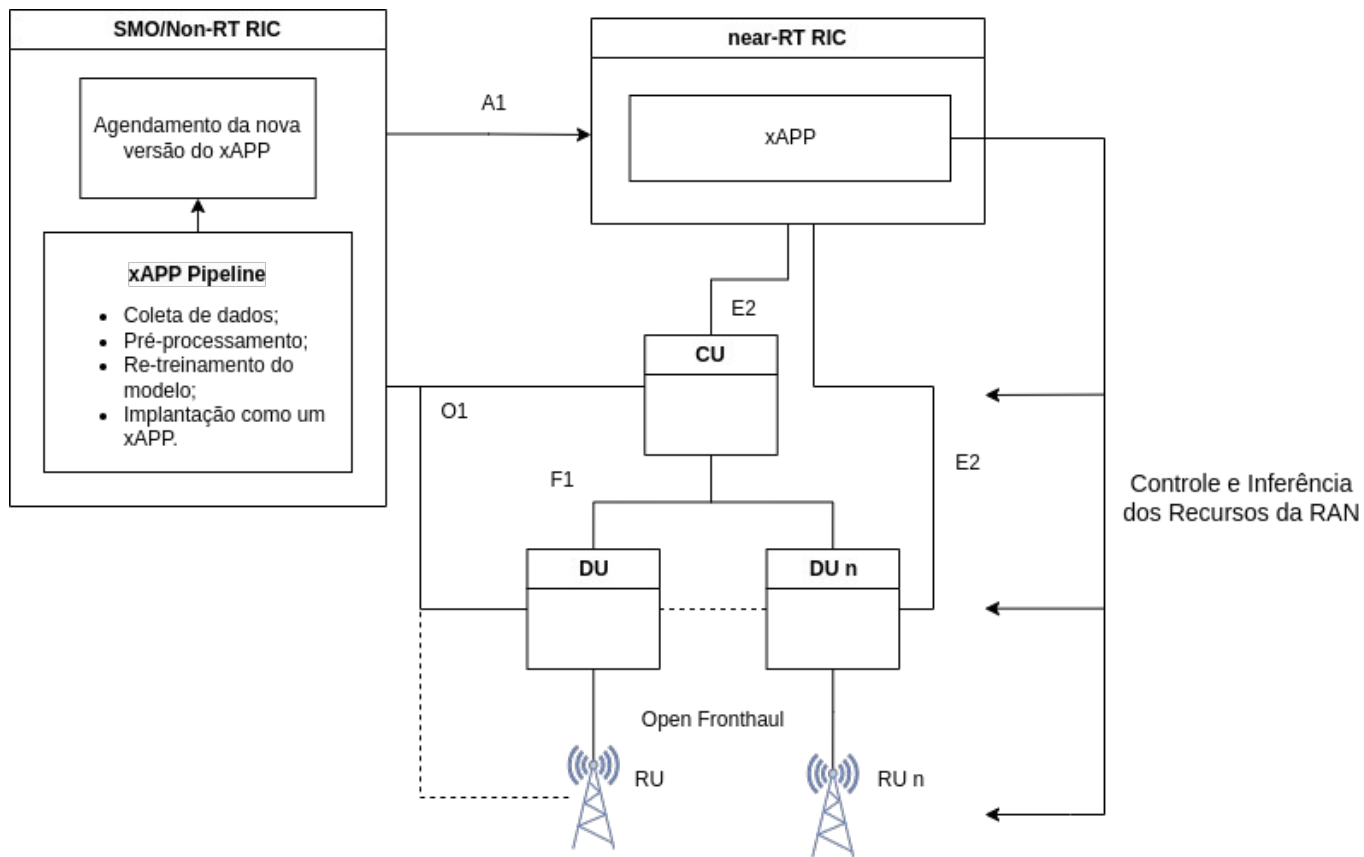 SMO/Non-RT RIC
Agendamento da nova
versão do xAPP
xAPP Pipeline
• Coleta de dados;
• Pré-processamento;
• Re-treinamento do
modelo;
• Implantação como um
xAPP.
A1
near-RT RIC
xAPP
E2
CU
O1
F1
E2
Controle e Inferência
dos Recursos da RAN
DU
DU n
Open Fronthaul
RU
RU n